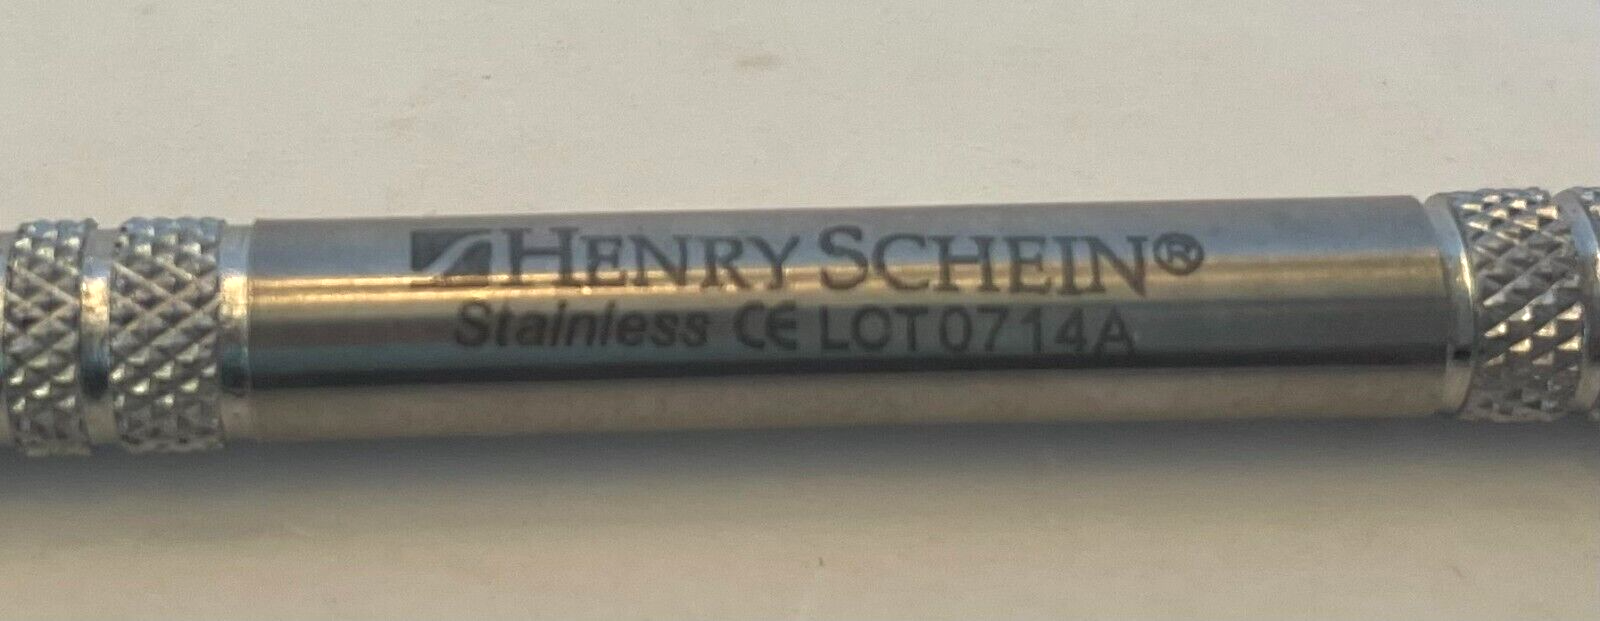 HENRY SCHEIN®
Stainless CE LOT 0714A